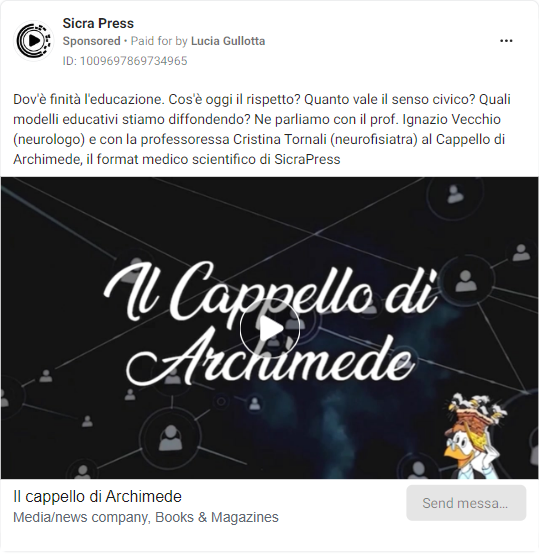 Sicra Press
Sponsored • Paid for by Lucia Gullotta
ID: 1009697869734965
Dov'è finità l'educazione. Cos'è oggi il rispetto? Quanto vale il senso civico? Quali
modelli educativi stiamo diffondendo? Ne parliamo con il prof. Ignazio Vecchio
(neurologo) e con la professoressa Cristina Tornali (neurofisiatra) al Cappello di
Archimede, il format medico scientifico di SicraPress
Il Cappello di
Archimede
Il cappello di Archimede
Media/news company, Books & Magazines
Send messa...